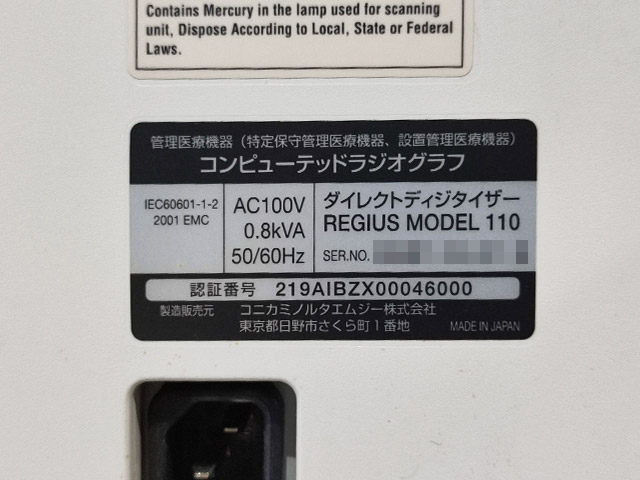 Contains Mercury in the lamp used for scanning
unit, Dispose According to Local, State or Federal
Laws.
管理医療機器（特定保守管理医療機器、設置管理医療機器）
コンピューテッドラジオグラフ
IEC60601-1-2
2001 EMC
AC100V
0.8kVA
50/60Hz
ダイレクトディジタイザー
REGIUS MODEL 110
SER.NO.
認証番号 219AIBZX00046000
製造販売元 コニカミノルタエムジー株式会社
東京都日野市さくら町1番地
MADE IN JAPAN